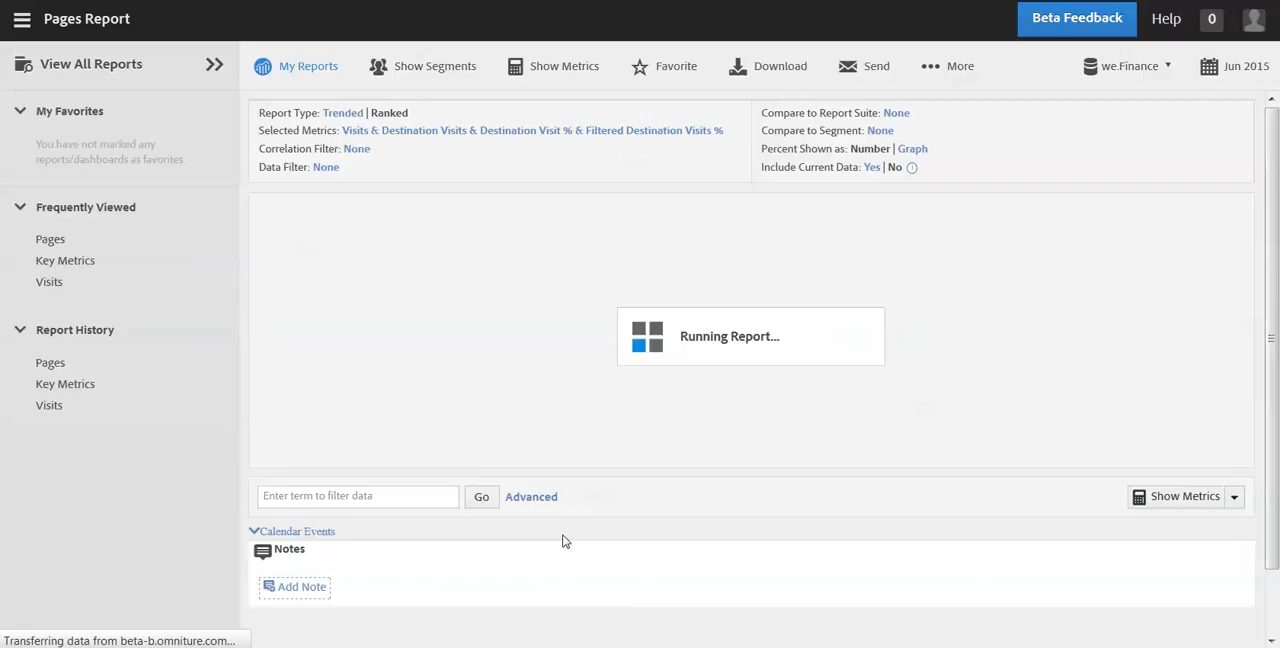 Pages Report
Beta Feedback
Help
0
View All Reports
My Reports
Show Segments
Show Metrics
Favorite
Download
Send
More
we.Finance
Jun 2015
My Favorites
You have not marked any
reports/dashboards as favorites.
Frequently Viewed
Pages
Key Metrics
Visits
Report History
Pages
Key Metrics
Visits
Report Type: Trended | Ranked
Selected Metrics: Visits & Destination Visits & Destination Visit % & Filtered Destination Visits %
Correlation Filter: None
Data Filter: None
Compare to Report Suite: None
Compare to Segment: None
Percent Shown as: Number | Graph
Include Current Data: Yes | No
Running Report...
Enter term to filter data
Go
Advanced
Show Metrics
Calendar Events
Notes
Add Note
Transferring data from beta-b.omniture.com...